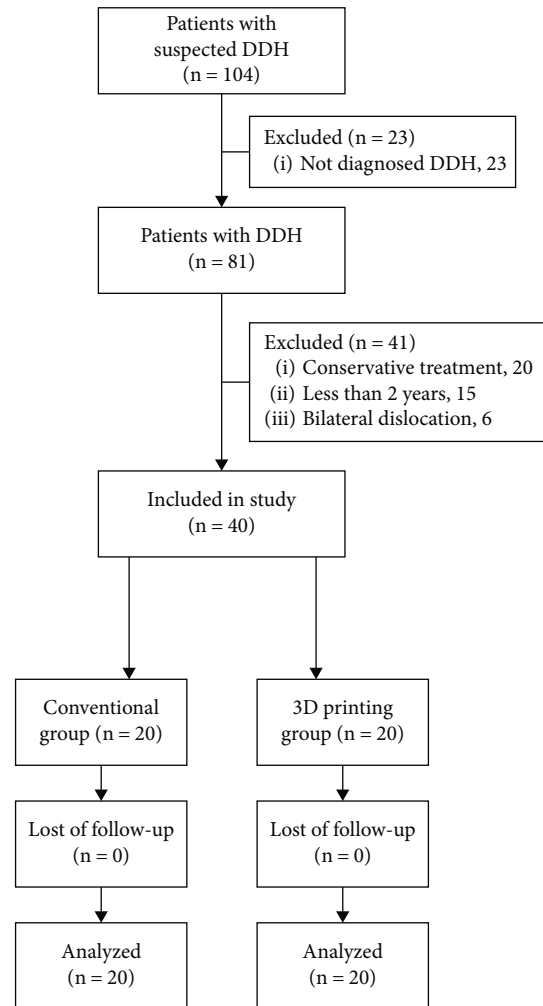 Patients with
suspected DDH
(n = 104)
Excluded (n = 23)
(i) Not diagnosed DDH, 23
Patients with DDH
(n = 81)
Excluded (n = 41)
(i) Conservative treatment, 20
(ii) Less than 2 years, 15
(iii) Bilateral dislocation, 6
Included in study
(n = 40)
Conventional
group (n = 20)
3D printing
group (n = 20)
Lost of follow-up
(n = 0)
Lost of follow-up
(n = 0)
Analyzed
(n = 20)
Analyzed
(n = 20)